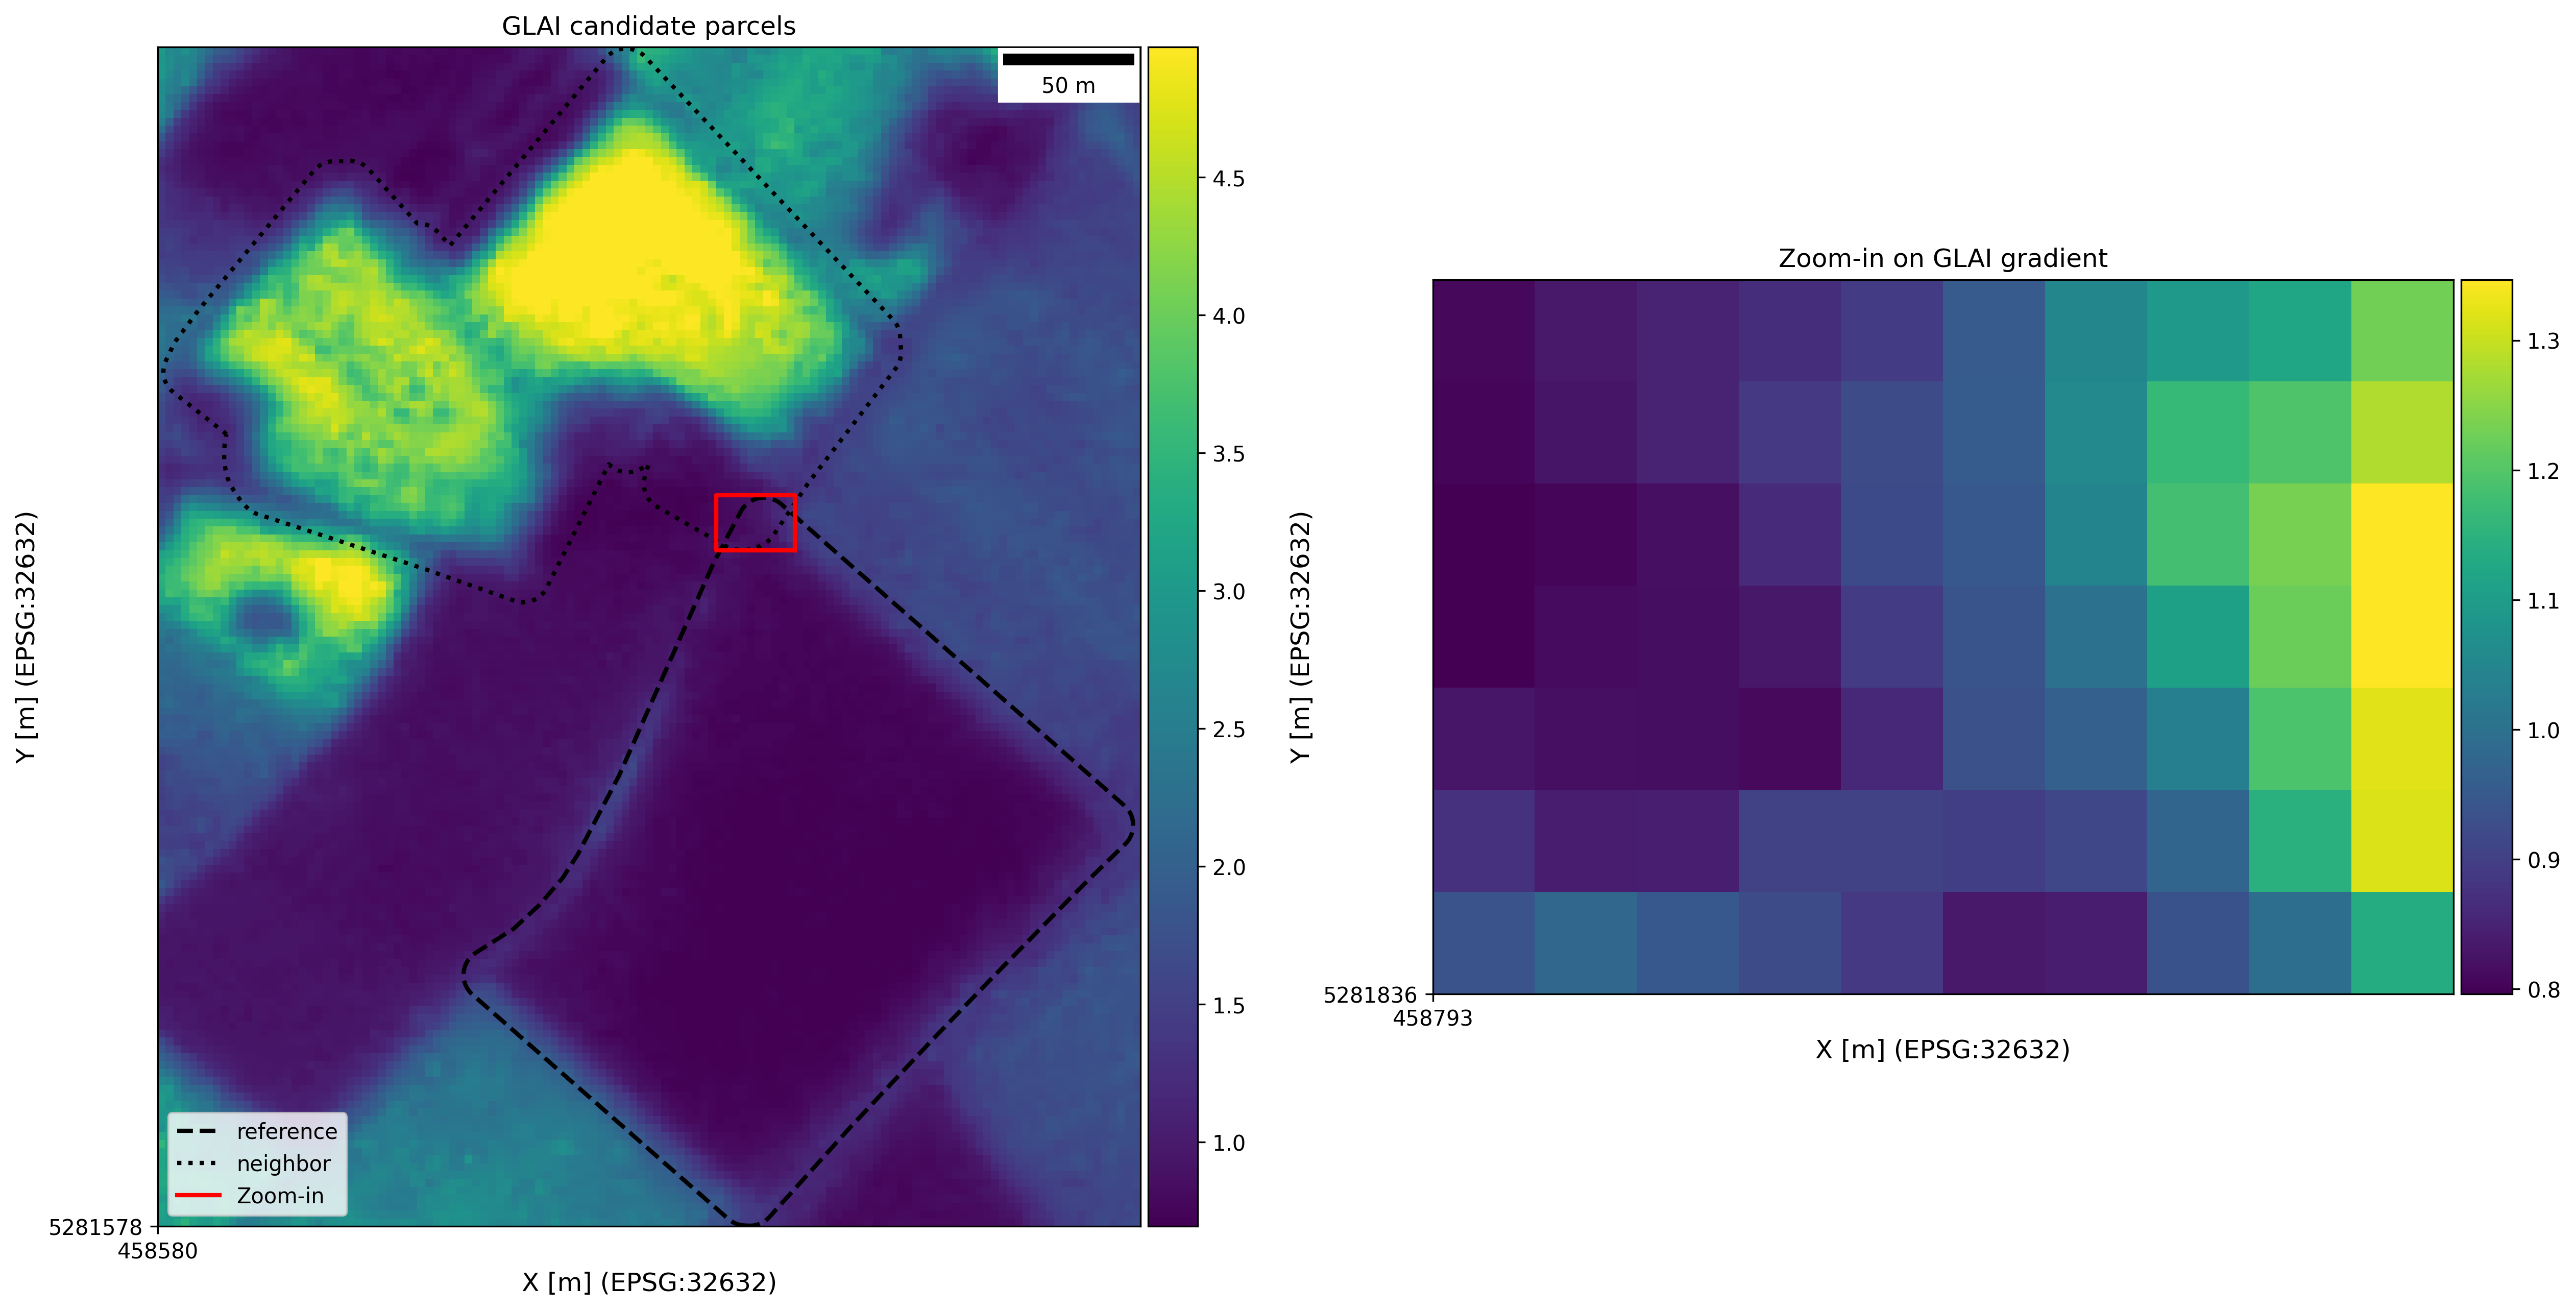 GLAI candidate parcels
50 m
4.5
4.0
3.5
3.0
2.5
2.0
1.5
1.0
Y [m] (EPSG:32632)
reference
neighbor
Zoom-in
5281578
458580
X [m] (EPSG:32632)
Zoom-in on GLAI gradient
1.3
1.2
1.1
1.0
0.9
0.8
Y [m] (EPSG:32632)
5281836
458793
X [m] (EPSG:32632)